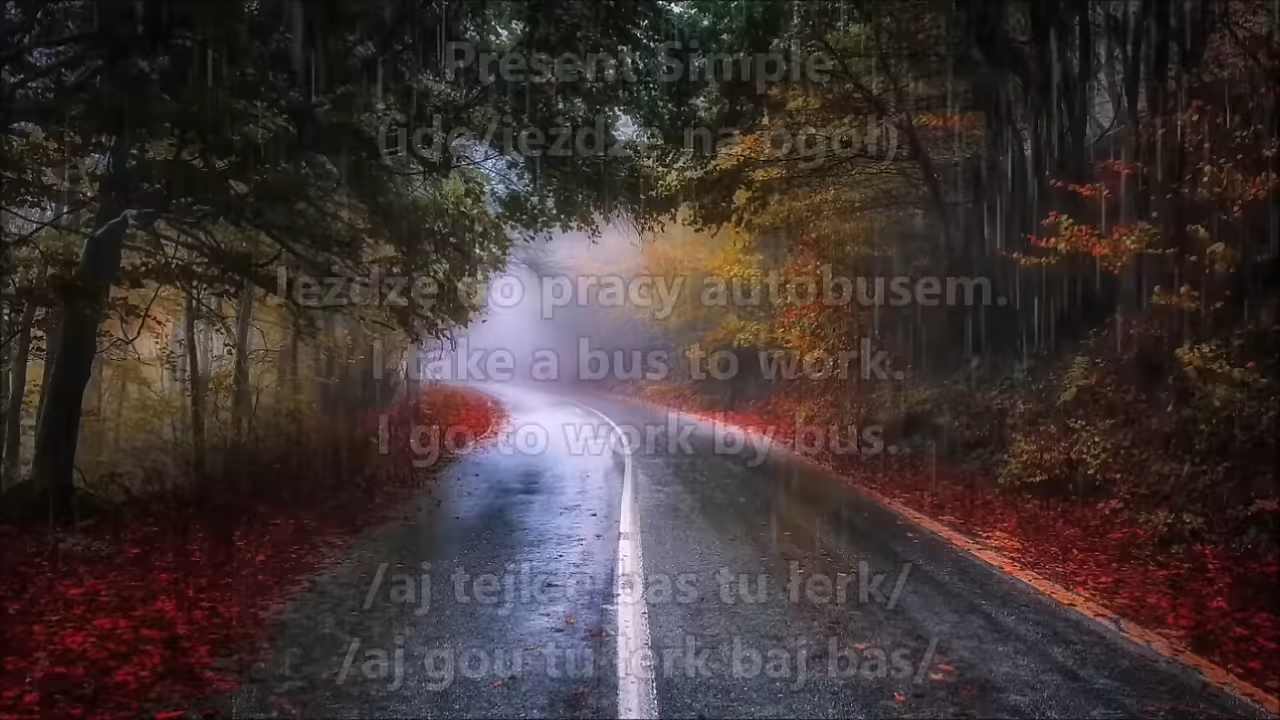 Present Simple
(idę/jeżdżę na ogół)
Jeżdżę do pracy autobusem.
I take a bus to work.
I go to work by bus.
/aj tejk e bas tu łerk/
/aj gou tu łerk baj bas/